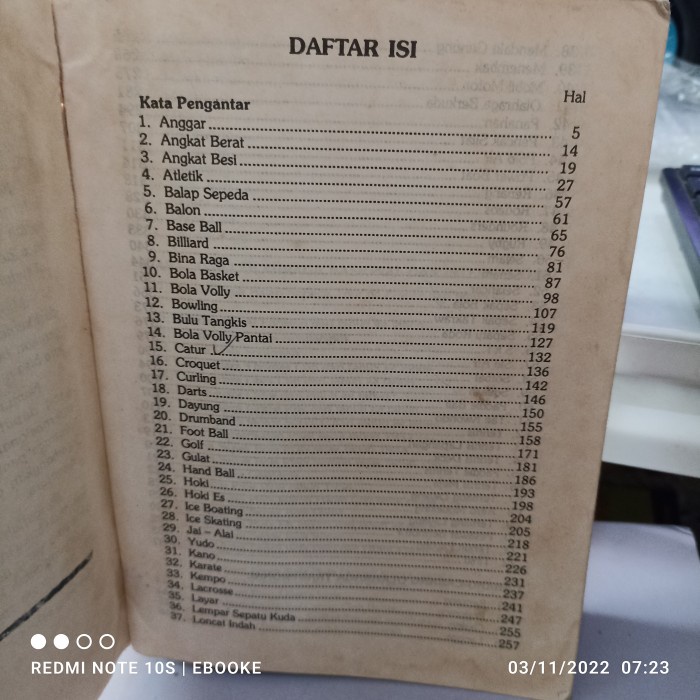 DAFTAR ISI
Hal
Kata Pengantar
1. Anggar ........ 5
2. Angkat Berat ........ 14
3. Angkat Besi ........ 19
4. Atletik ........ 27
5. Balap Sepeda ........ 57
6. Balon ........ 61
7. Base Ball ........ 65
8. Billiard ........ 76
9. Bina Raga ........ 81
10. Bola Basket ........ 87
11. Bola Volly ........ 98
12. Bowling ........ 107
13. Bulu Tangkis ........ 119
14. Bola Volly Pantai ........ 127
15. Catur ........ 132
16. Croquet ........ 136
17. Curling ........ 142
18. Darts ........ 146
19. Dayung ........ 150
20. Drumband ........ 155
21. Foot Ball ........ 158
22. Golf ........ 171
23. Gulat ........ 181
24. Hand Ball ........ 186
25. Hoki ........ 193
26. Hoki Es ........ 198
27. Ice Boating ........ 204
28. Ice Skating ........ 205
29. Jai – Alai ........ 218
30. Yudo ........ 221
31. Kano ........ 226
32. Karate ........ 231
33. Kempo ........ 237
34. Lacrosse ........ 241
35. Layar ........ 247
36. Lempar Sepatu Kuda ........ 255
37. Loncat Indah ........ 257
REDMI NOTE 10S | EBOOKE
03/11/2022 07:23